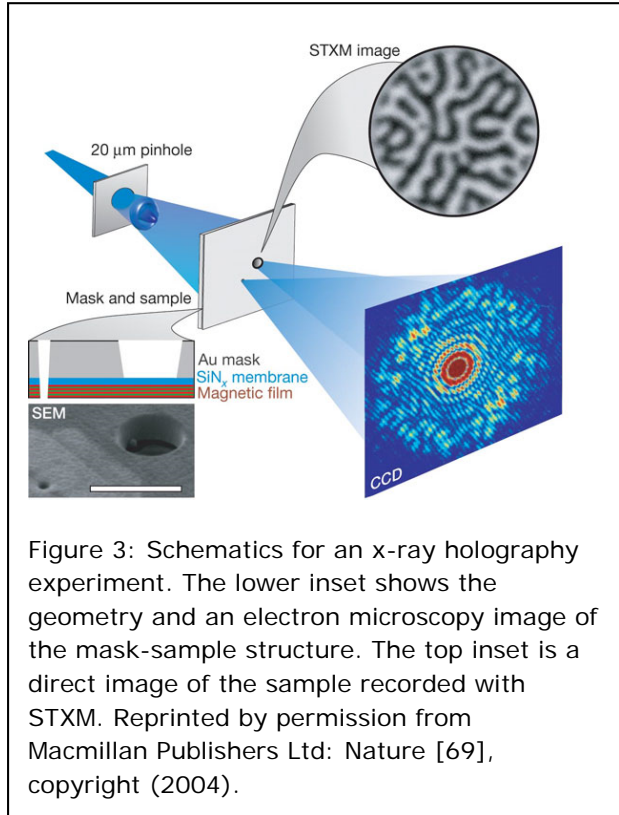 STXM image
20 μm pinhole
Mask and sample
Au mask
SiNx membrane
Magnetic film
SEM
CCD
Figure 3: Schematics for an x-ray holography
experiment. The lower inset shows the
geometry and an electron microscopy image of
the mask-sample structure. The top inset is a
direct image of the sample recorded with
STXM. Reprinted by permission from
Macmillan Publishers Ltd: Nature [69],
copyright (2004).